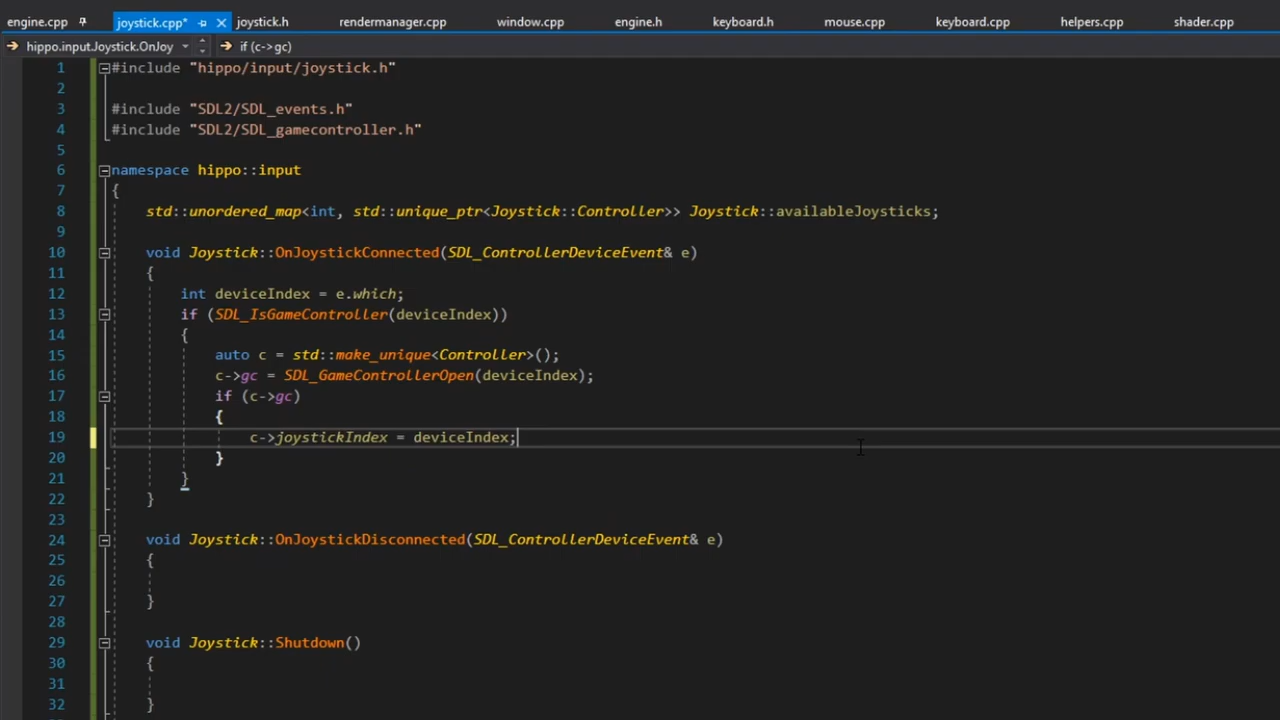 engine.cpp joystick.cpp* joystick.h rendermanager.cpp window.cpp engine.h keyboard.h mouse.cpp keyboard.cpp helpers.cpp shader.cpp
hippo.input.Joystick.OnJoy if (c->gc)
1 #include "hippo/input/joystick.h"
2
3 #include "SDL2/SDL_events.h"
4 #include "SDL2/SDL_gamecontroller.h"
5
6 namespace hippo::input
7 {
8 std::unordered_map<int, std::unique_ptr<Joystick::Controller>> Joystick::availableJoysticks;
9
10 void Joystick::OnJoystickConnected(SDL_ControllerDeviceEvent& e)
11 {
12 int deviceIndex = e.which;
13 if (SDL_IsGameController(deviceIndex))
14 {
15 auto c = std::make_unique<Controller>();
16 c->gc = SDL_GameControllerOpen(deviceIndex);
17 if (c->gc)
18 {
19 c->joystickIndex = deviceIndex;
20 }
21 }
22 }
23
24 void Joystick::OnJoystickDisconnected(SDL_ControllerDeviceEvent& e)
25 {
26
27 }
28
29 void Joystick::Shutdown()
30 {
31
32 }